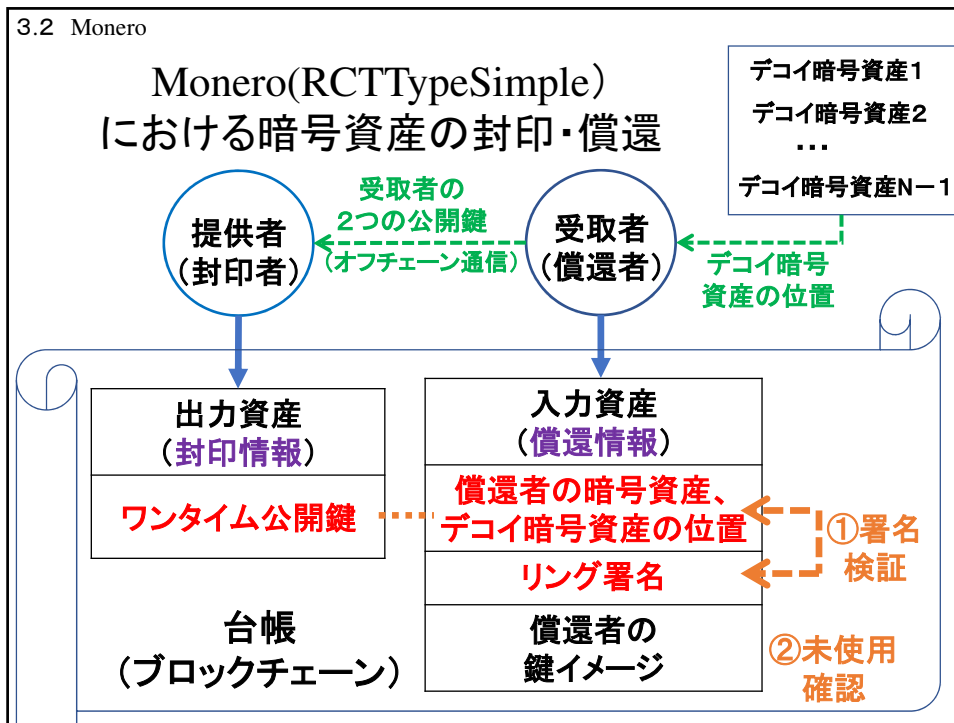 3.2 Monero
Monero(RCTTypeSimple）
における暗号資産の封印・償還
デコイ暗号資産1
デコイ暗号資産2
・・・
デコイ暗号資産N－1
提供者
（封印者）
受取者の
2つの公開鍵
（オフチェーン通信）
受取者
（償還者）
デコイ暗号
資産の位置
出力資産
（封印情報）
ワンタイム公開鍵
入力資産
（償還情報）
償還者の暗号資産、
デコイ暗号資産の位置
リング署名
償還者の
鍵イメージ
①署名
検証
②未使用
確認
台帳
（ブロックチェーン）